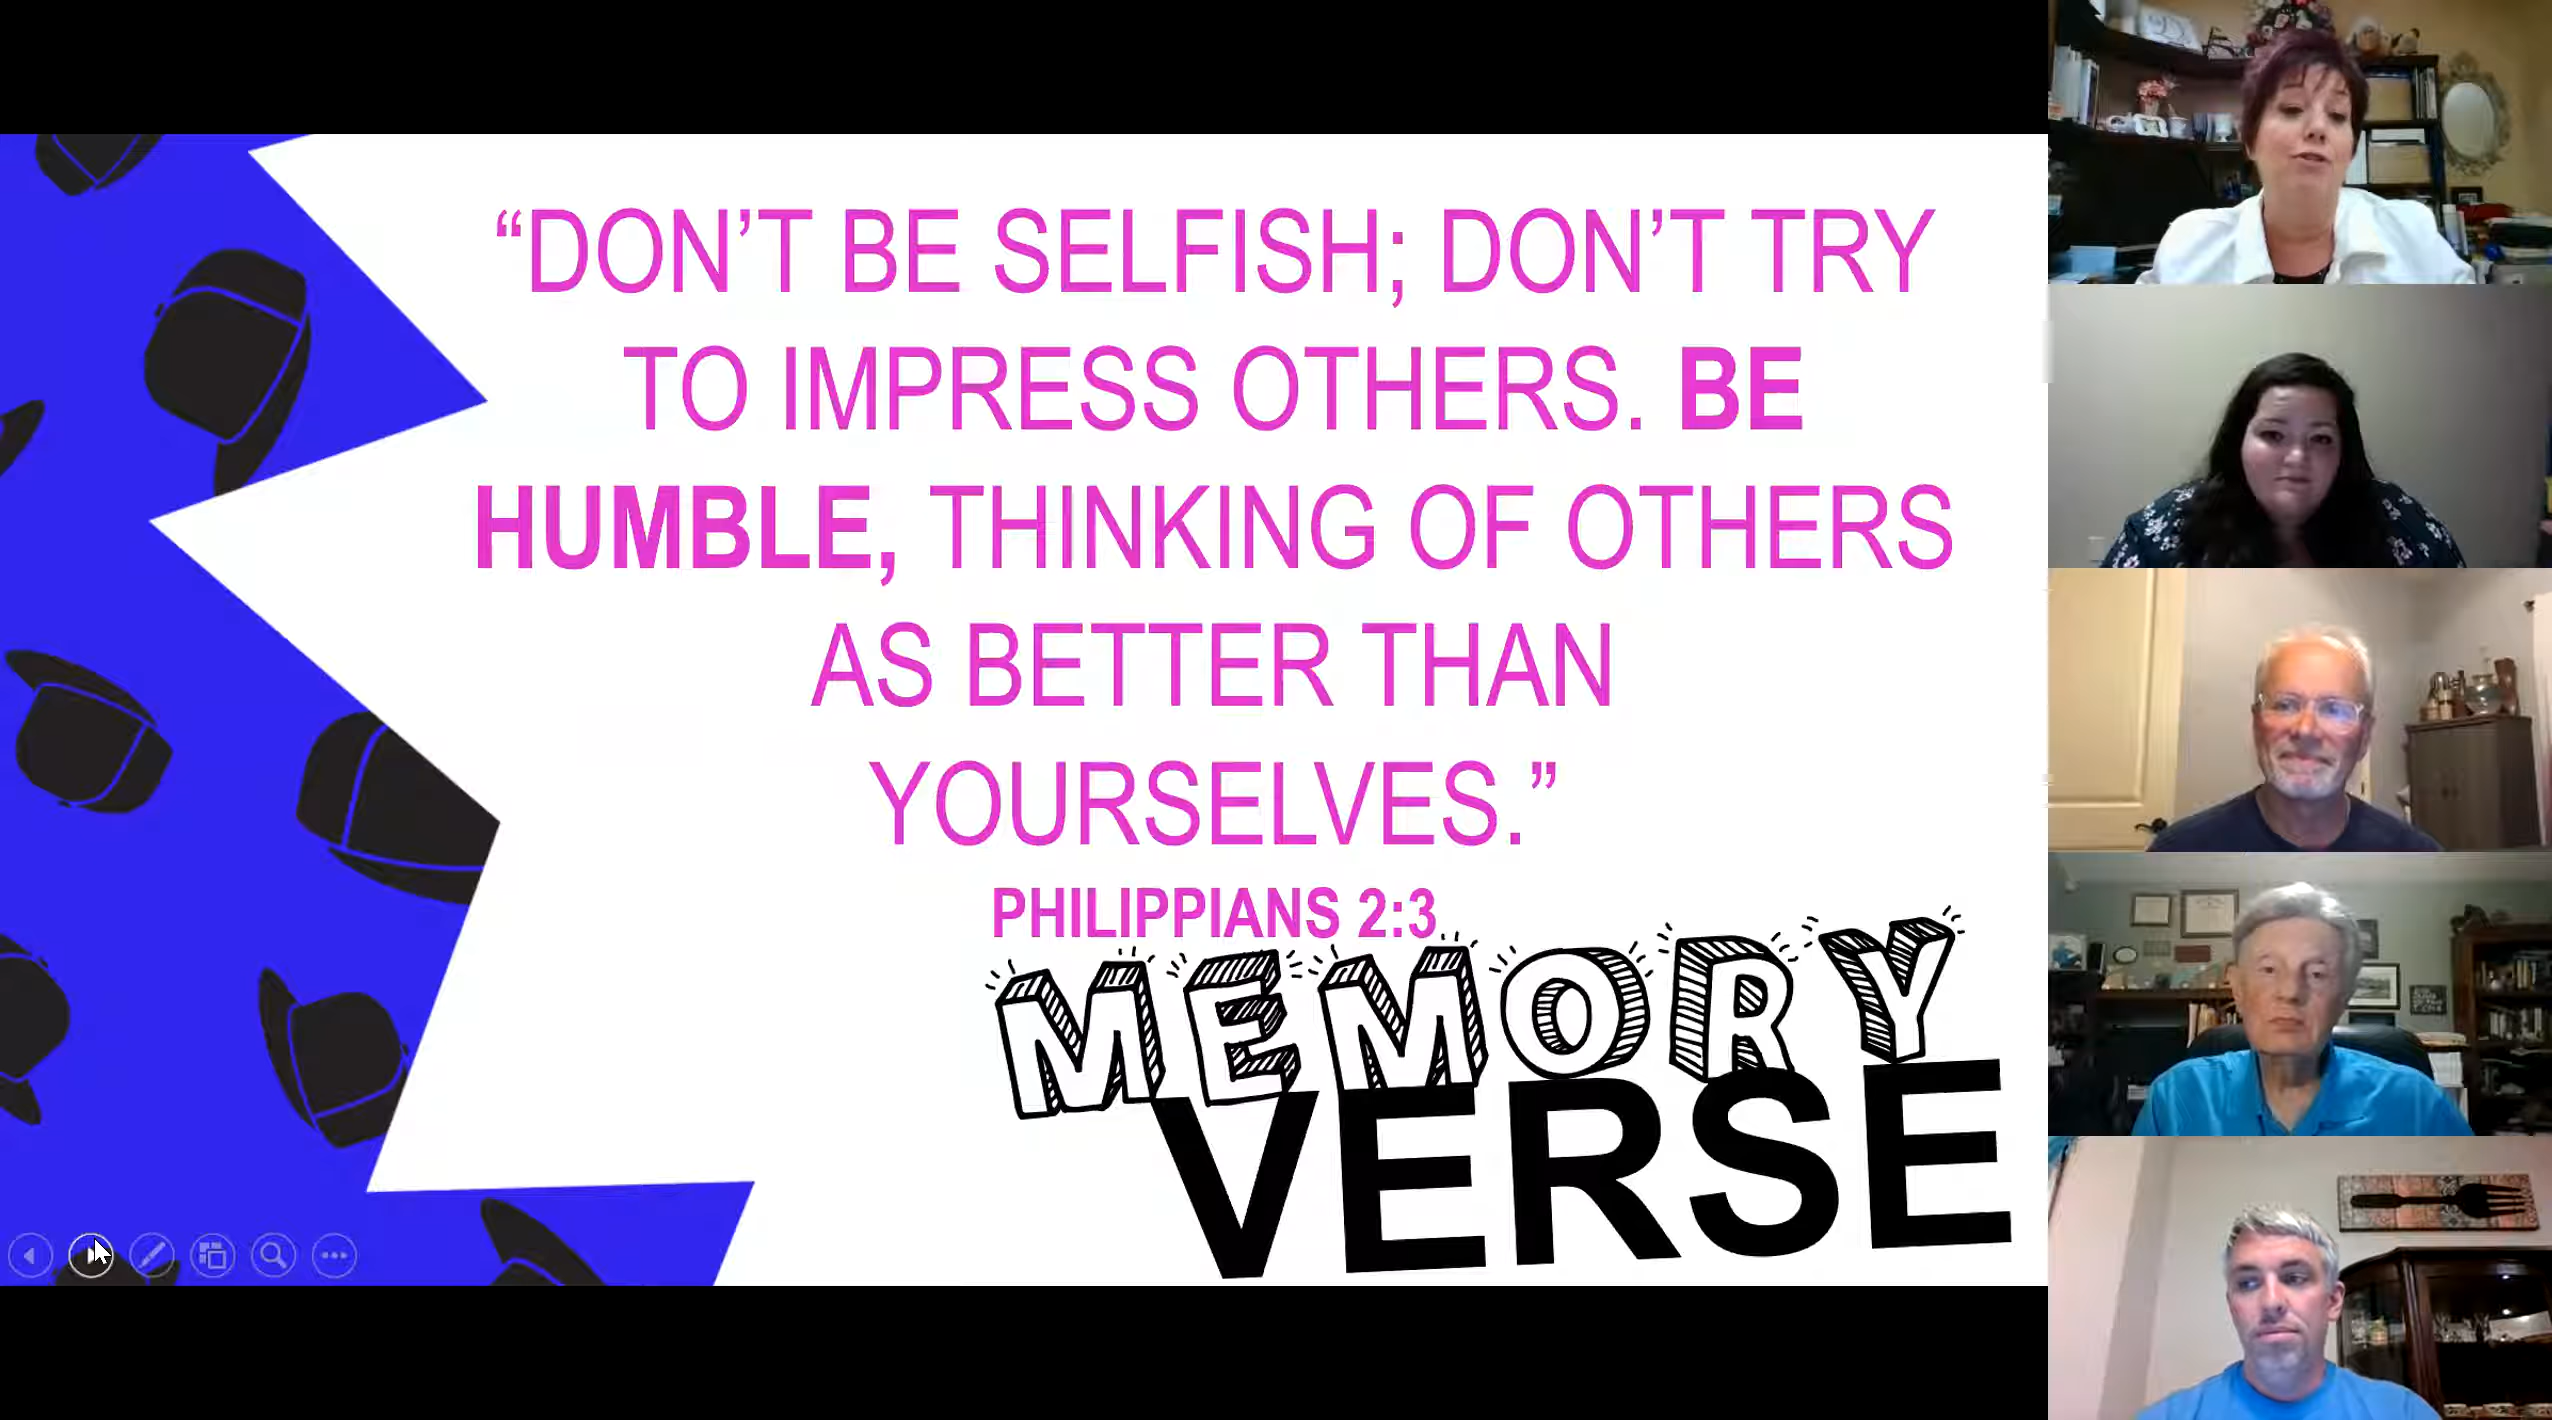 “DON’T BE SELFISH; DON’T TRY
TO IMPRESS OTHERS. BE
HUMBLE, THINKING OF OTHERS
AS BETTER THAN
YOURSELVES.”
PHILIPPIANS 2:3
MEMORY
VERSE